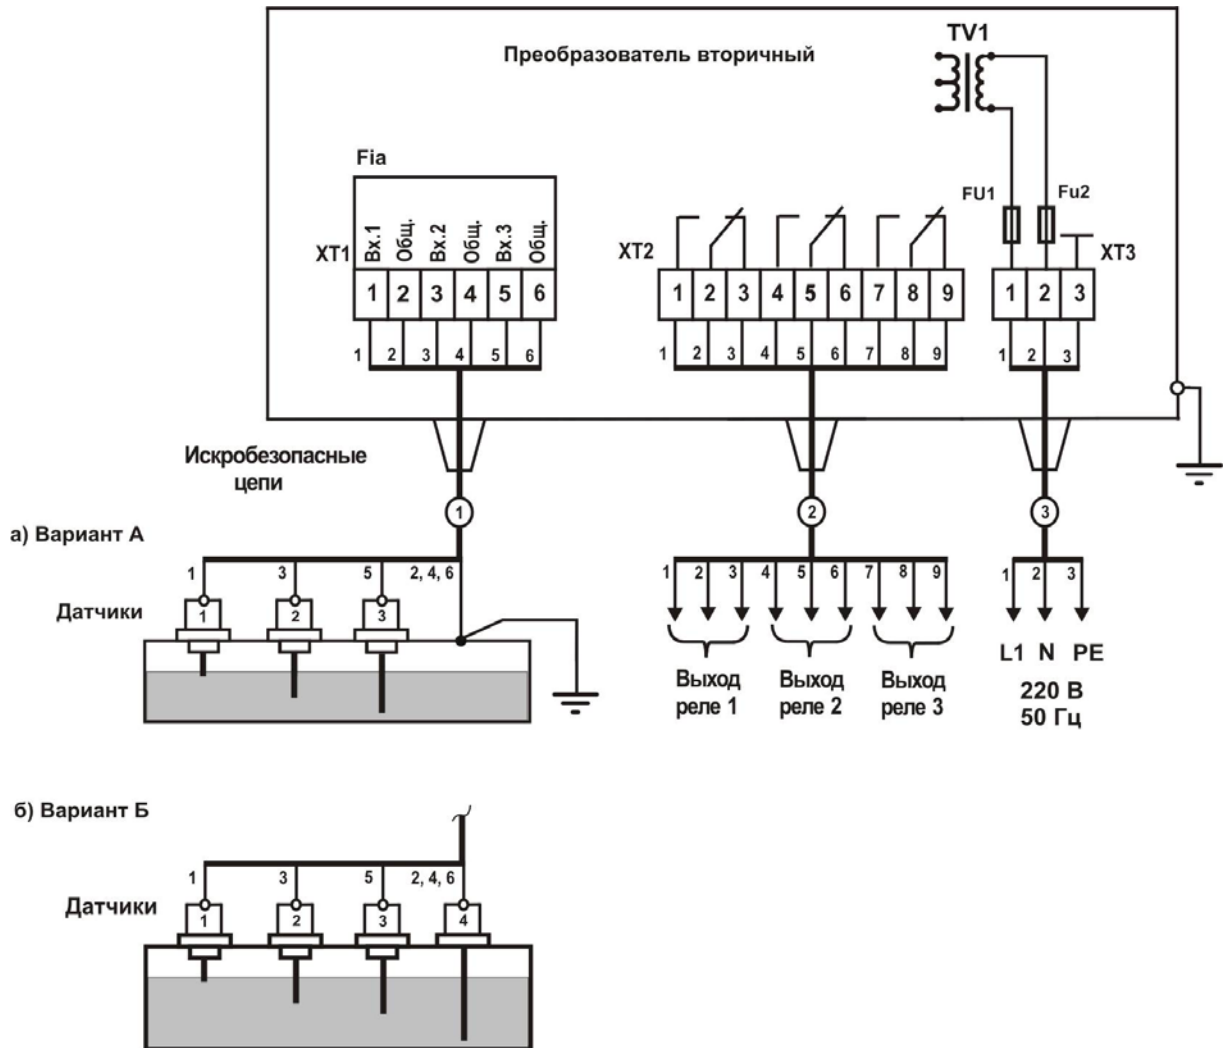 TV1
Преобразователь вторичный
Fia
FU1
Fu2
XT1
Вх.1
Общ.
Вх.2
Общ.
Вх.3
Общ.
XT2
XT3
1 2 3 4 5 6
1 2 3 4 5 6 7 8 9
1 2 3
1 2 3 4 5 6
1 2 3 4 5 6 7 8 9
1 2 3
Искробезопасные
цепи
1
2
3
а) Вариант А
1 3 5 2, 4, 6
1 2 3 4 5 6 7 8 9
1 2 3
Датчики
1 2 3
L1 N PE
Выход
реле 1
Выход
реле 2
Выход
реле 3
220 В
50 Гц
б) Вариант Б
1 3 5 2, 4, 6
Датчики
1 2 3 4